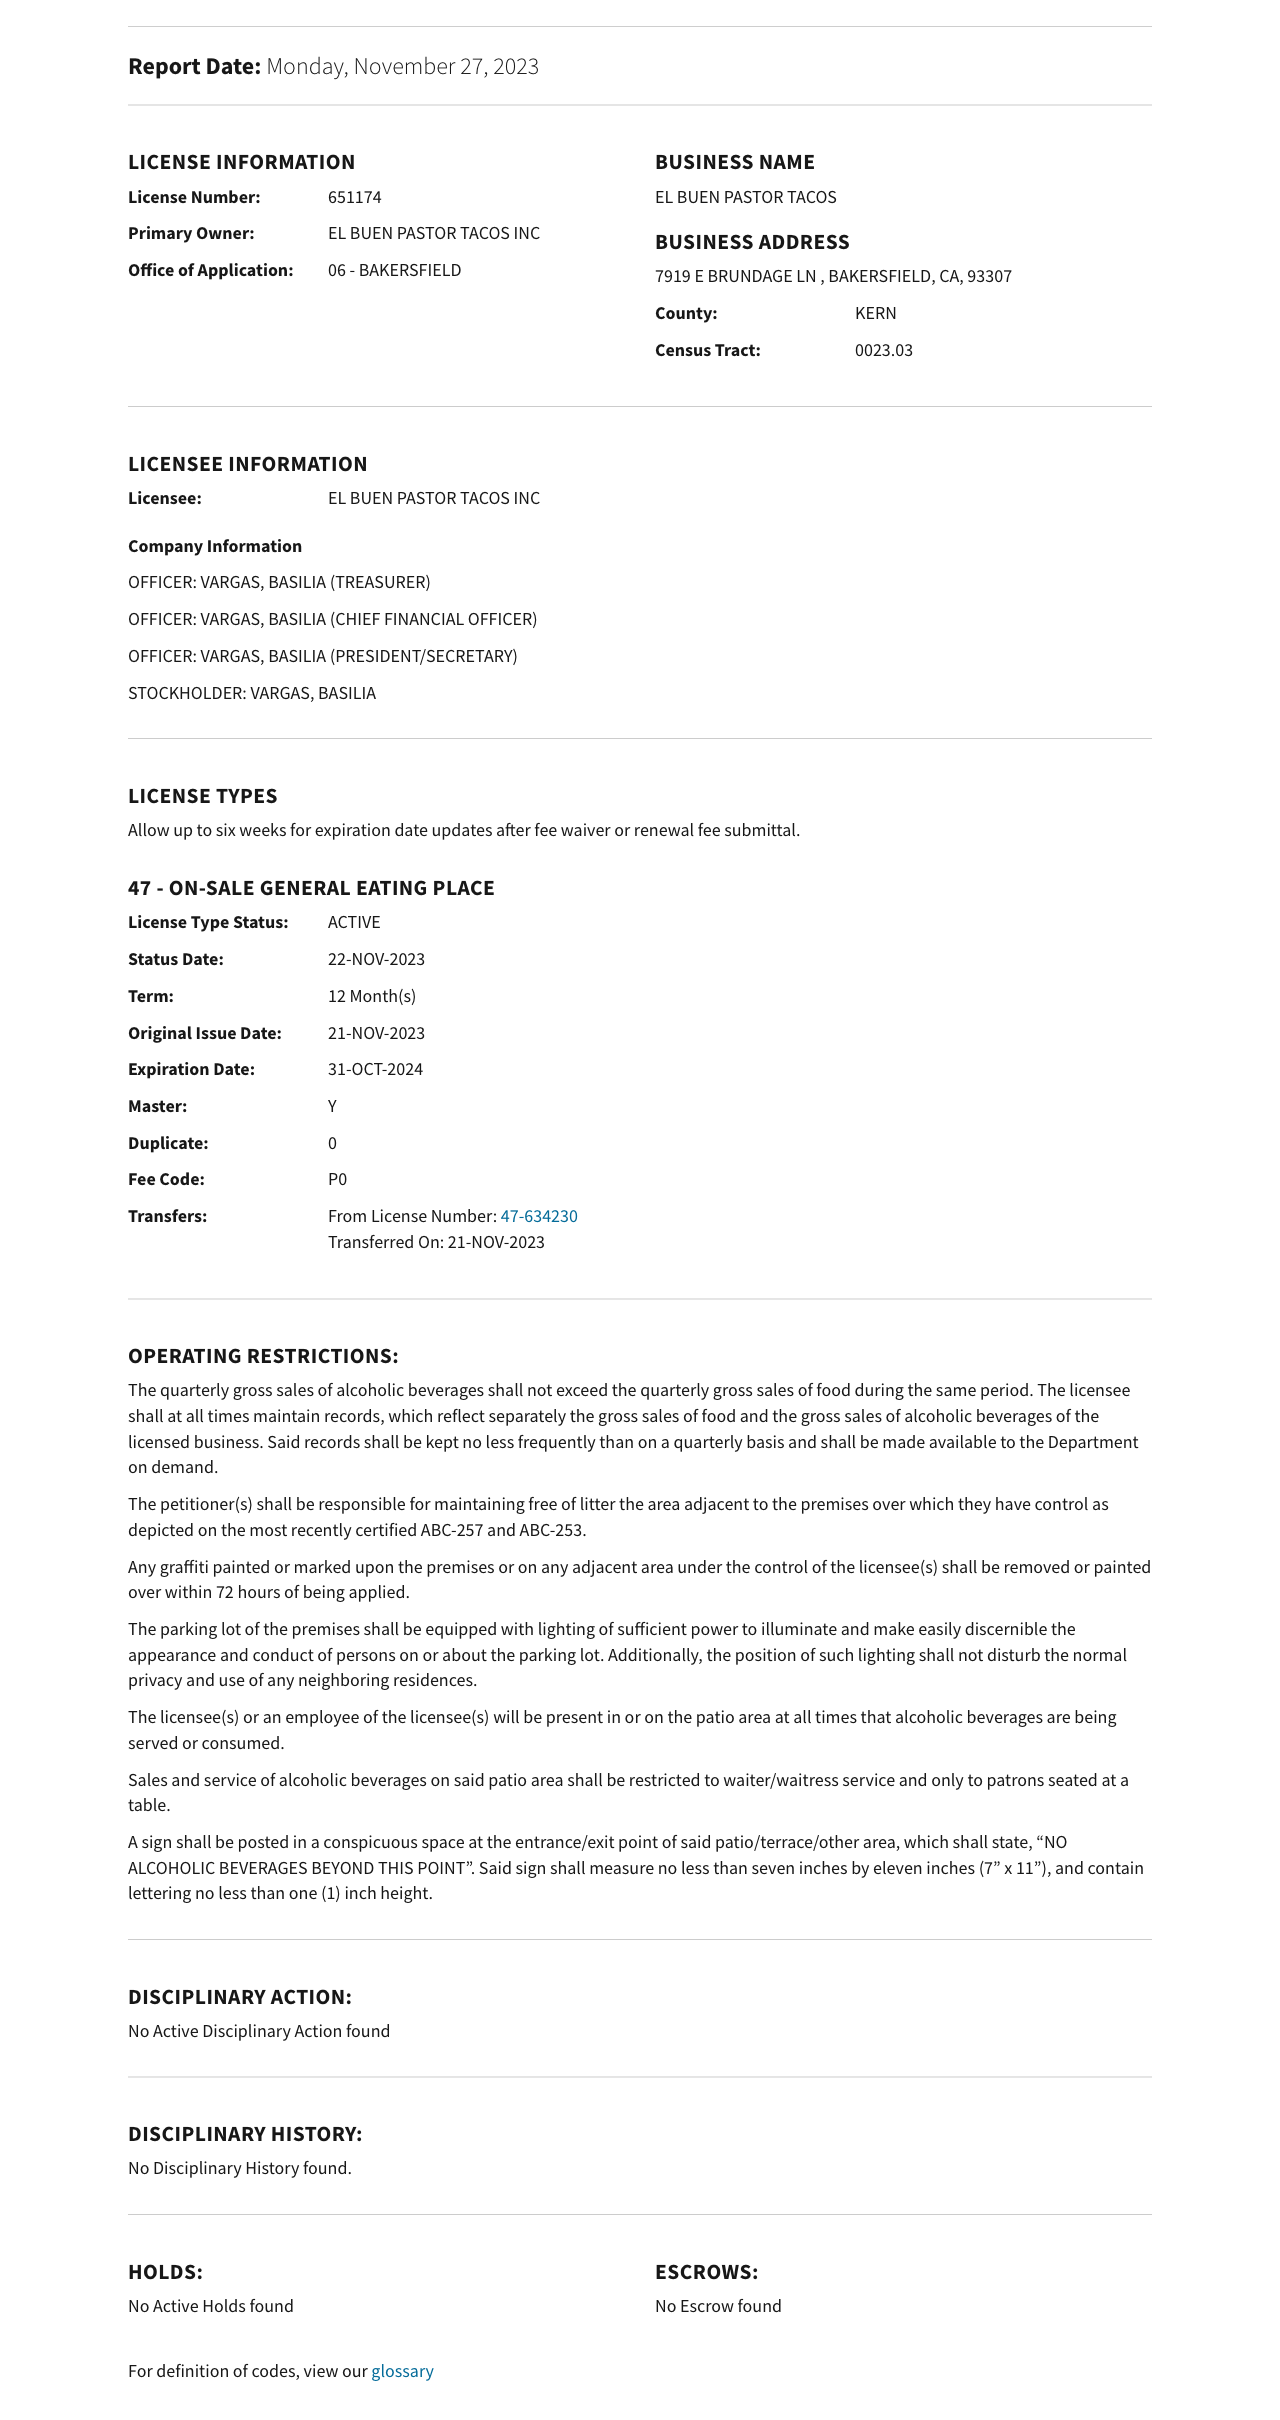 Report Date: Monday, November 27, 2023
LICENSE INFORMATION
License Number: 651174
Primary Owner: EL BUEN PASTOR TACOS INC
Office of Application: 06 - BAKERSFIELD
BUSINESS NAME
EL BUEN PASTOR TACOS
BUSINESS ADDRESS
7919 E BRUNDAGE LN , BAKERSFIELD, CA, 93307
County: KERN
Census Tract: 0023.03
LICENSEE INFORMATION
Licensee: EL BUEN PASTOR TACOS INC
Company Information
OFFICER: VARGAS, BASILIA (TREASURER)
OFFICER: VARGAS, BASILIA (CHIEF FINANCIAL OFFICER)
OFFICER: VARGAS, BASILIA (PRESIDENT/SECRETARY)
STOCKHOLDER: VARGAS, BASILIA
LICENSE TYPES
Allow up to six weeks for expiration date updates after fee waiver or renewal fee submittal.
47 - ON-SALE GENERAL EATING PLACE
License Type Status: ACTIVE
Status Date: 22-NOV-2023
Term: 12 Month(s)
Original Issue Date: 21-NOV-2023
Expiration Date: 31-OCT-2024
Master: Y
Duplicate: 0
Fee Code: P0
Transfers: From License Number: 47-634230
Transferred On: 21-NOV-2023
OPERATING RESTRICTIONS:
The quarterly gross sales of alcoholic beverages shall not exceed the quarterly gross sales of food during the same period. The licensee
shall at all times maintain records, which reflect separately the gross sales of food and the gross sales of alcoholic beverages of the
licensed business. Said records shall be kept no less frequently than on a quarterly basis and shall be made available to the Department
on demand.
The petitioner(s) shall be responsible for maintaining free of litter the area adjacent to the premises over which they have control as
depicted on the most recently certified ABC-257 and ABC-253.
Any graffiti painted or marked upon the premises or on any adjacent area under the control of the licensee(s) shall be removed or painted
over within 72 hours of being applied.
The parking lot of the premises shall be equipped with lighting of sufficient power to illuminate and make easily discernible the
appearance and conduct of persons on or about the parking lot. Additionally, the position of such lighting shall not disturb the normal
privacy and use of any neighboring residences.
The licensee(s) or an employee of the licensee(s) will be present in or on the patio area at all times that alcoholic beverages are being
served or consumed.
Sales and service of alcoholic beverages on said patio area shall be restricted to waiter/waitress service and only to patrons seated at a
table.
A sign shall be posted in a conspicuous space at the entrance/exit point of said patio/terrace/other area, which shall state, “NO
ALCOHOLIC BEVERAGES BEYOND THIS POINT”. Said sign shall measure no less than seven inches by eleven inches (7” x 11”), and contain
lettering no less than one (1) inch height.
DISCIPLINARY ACTION:
No Active Disciplinary Action found
DISCIPLINARY HISTORY:
No Disciplinary History found.
HOLDS:
No Active Holds found
ESCROWS:
No Escrow found
For definition of codes, view our glossary